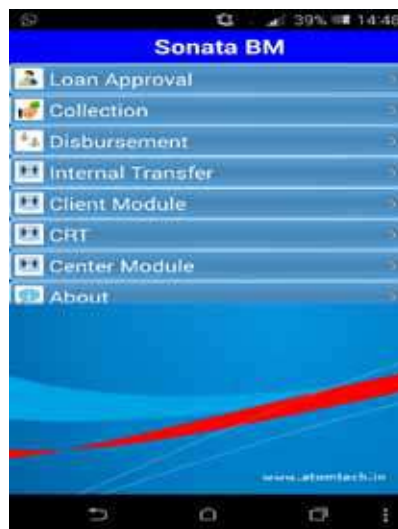 39% 14:48
Sonata BM
Loan Approval
Collection
Disbursement
Internal Transfer
Client Module
CRT
Center Module
About
www.atomtech.in